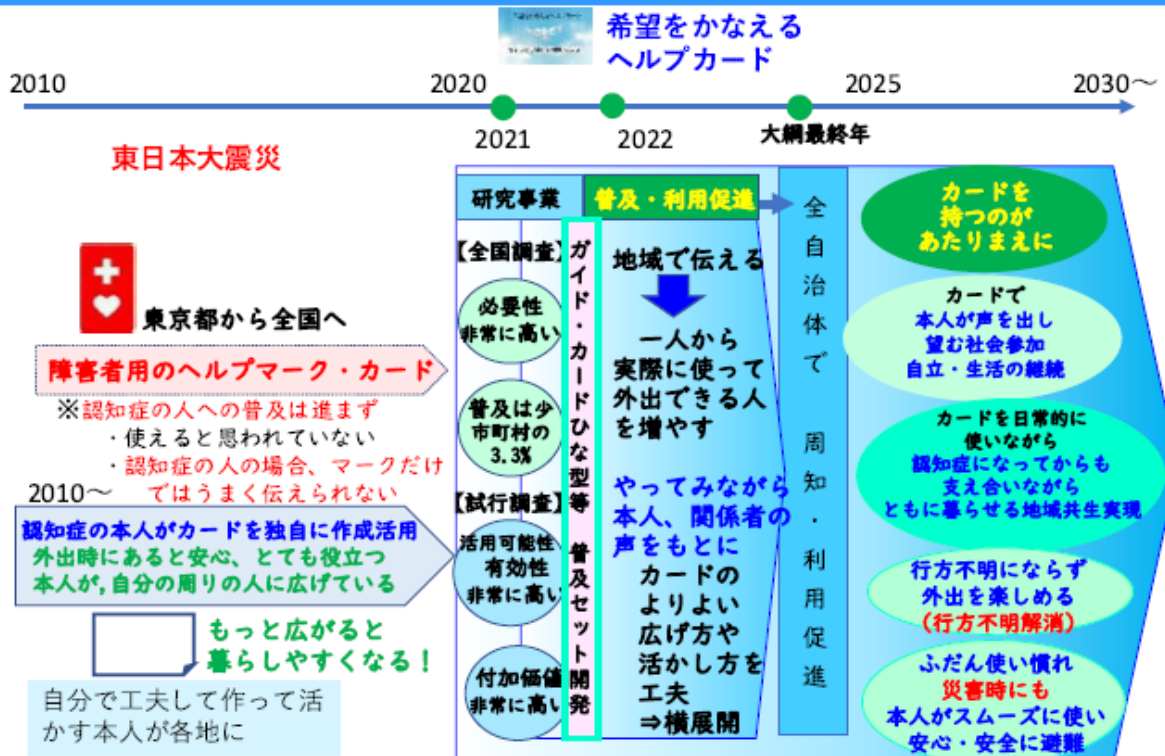 希望をかなえる
ヘルプカード
2010
2020
2025
2030～
2021
2022
大綱最終年
東日本大震災
東京都から全国へ
障害者用のヘルプマーク・カード
※認知症の人への普及は進まず
・使えると思われていない
・認知症の人の場合、マークだけ
ではうまく伝えられない
2010～
認知症の本人がカードを独自に作成活用
外出時にあると安心、とても役立つ
本人が,自分の周りの人に広げている
もっと広がると
暮らしやすくなる！
自分で工夫して作って活
かす本人が各地に
研究事業
【全国調査】
必要性
非常に高い
普及は少
市町村の
3.3%
【試行調査】
活用可能性
有効性
非常に高い
付加価値
非常に高い
ガイド・カードひな型等 普及セット開発
普及・利用促進
地域で伝える
一人から
実際に使って
外出できる人
を増やす
やってみながら
本人、関係者の
声をもとに
カードの
よりよい
広げ方や
活かし方を
工夫
⇒横展開
全自治体で 周知・利用促進
カードを
持つのが
あたりまえに
カードで
本人が声を出し
望む社会参加
自立・生活の継続
カードを日常的に
使いながら
認知症になってからも
支え合いながら
ともに暮らせる地域共生実現
行方不明にならず
外出を楽しめる
(行方不明解消)
ふだん使い慣れ
災害時にも
本人がスムーズに使い
安心・安全に避難